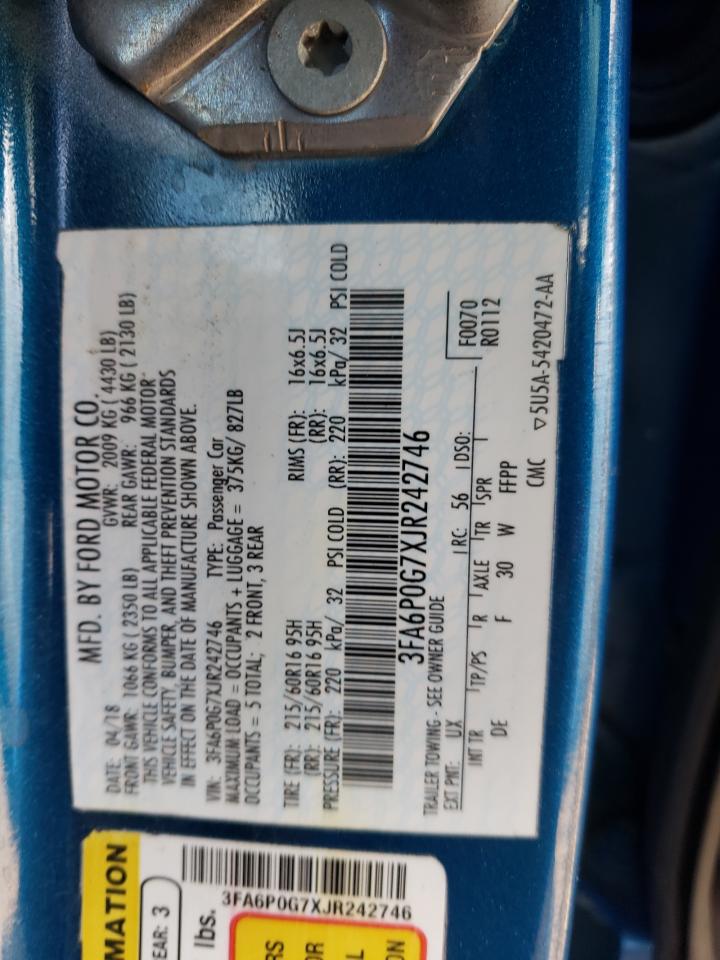 MFD. BY FORD MOTOR CO.
DATE: 04/18 GVWR: 2009 KG ( 4430 LB)
FRONT GAWR: 1066 KG ( 2350 LB) REAR GAWR: 966 KG ( 2130 LB)
THIS VEHICLE CONFORMS TO ALL APPLICABLE FEDERAL MOTOR
VEHICLE SAFETY, BUMPER, AND THEFT PREVENTION STANDARDS
IN EFFECT ON THE DATE OF MANUFACTURE SHOWN ABOVE.
VIN: 3FA6P0G7XJR242746 TYPE: Passenger Car
MAXIMUM LOAD = OCCUPANTS + LUGGAGE = 375KG/ 827LB
OCCUPANTS = 5 TOTAL; 2 FRONT, 3 REAR
TIRE (FR): 215/60R16 95H RIMS (FR): 16x6.5J
(RR): 215/60R16 95H (RR): 16x6.5J
PRESSURE (FR): 220 kPa/ 32 PSI COLD (RR): 220 kPa/ 32 PSI COLD
3FA6P0G7XJR242746
TRAILER TOWING - SEE OWNER GUIDE
EXT PNT: UX RC: 56 DSO: F0070
R0112
INT TR TP/PS R AXLE TR SPR
DE F 30 W FFPP
CMC ▽5U5A-5420472-AA
MATION
EAR: 3
lbs.
3FA6P0G7XJR242746
RS
OR
L
ON